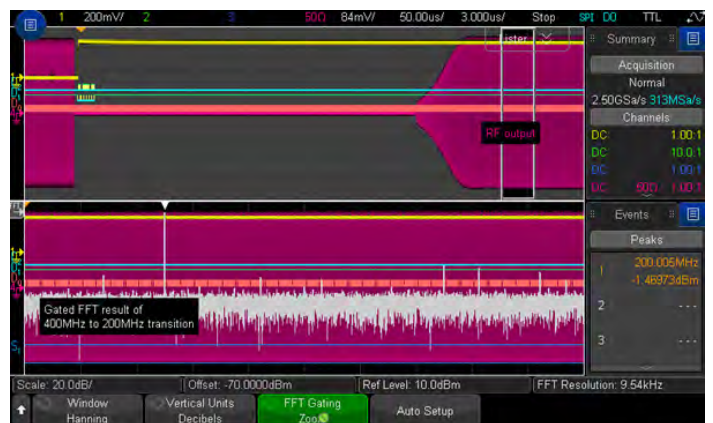 1 200mV/ 2 3 50Ω 84mV/ 50.00us/ 3.000us/ Stop SPI D0 TTL
Lister
Summary
Acquisition
Normal
2.50GSa/s 313MSa/s
Channels
DC 1.00:1
DC 10.0:1
DC 1.00:1
DC 50Ω 1.00:1
RF output
Events
Peaks
1 200.005MHz
-1.46973dBm
2 ---
3 ---
Gated FFT result of
400MHz to 200MHz transition
S1
Scale: 20.0dB/ Offset: -70.0000dBm Ref Level: 10.0dBm FFT Resolution: 9.54kHz
Window
Hanning
Vertical Units
Decibels
FFT Gating
Zoom
Auto Setup